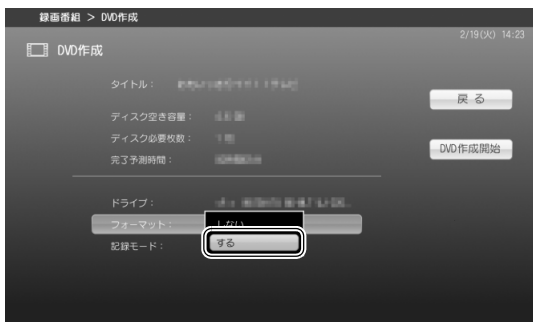 録画番組 > DVD作成
2/19(火) 14:23
DVD作成
タイトル：
戻る
ディスク空き容量：
ディスク必要枚数：
DVD作成開始
完了予測時間：
ドライブ：
フォーマット：
しない
する
記録モード：